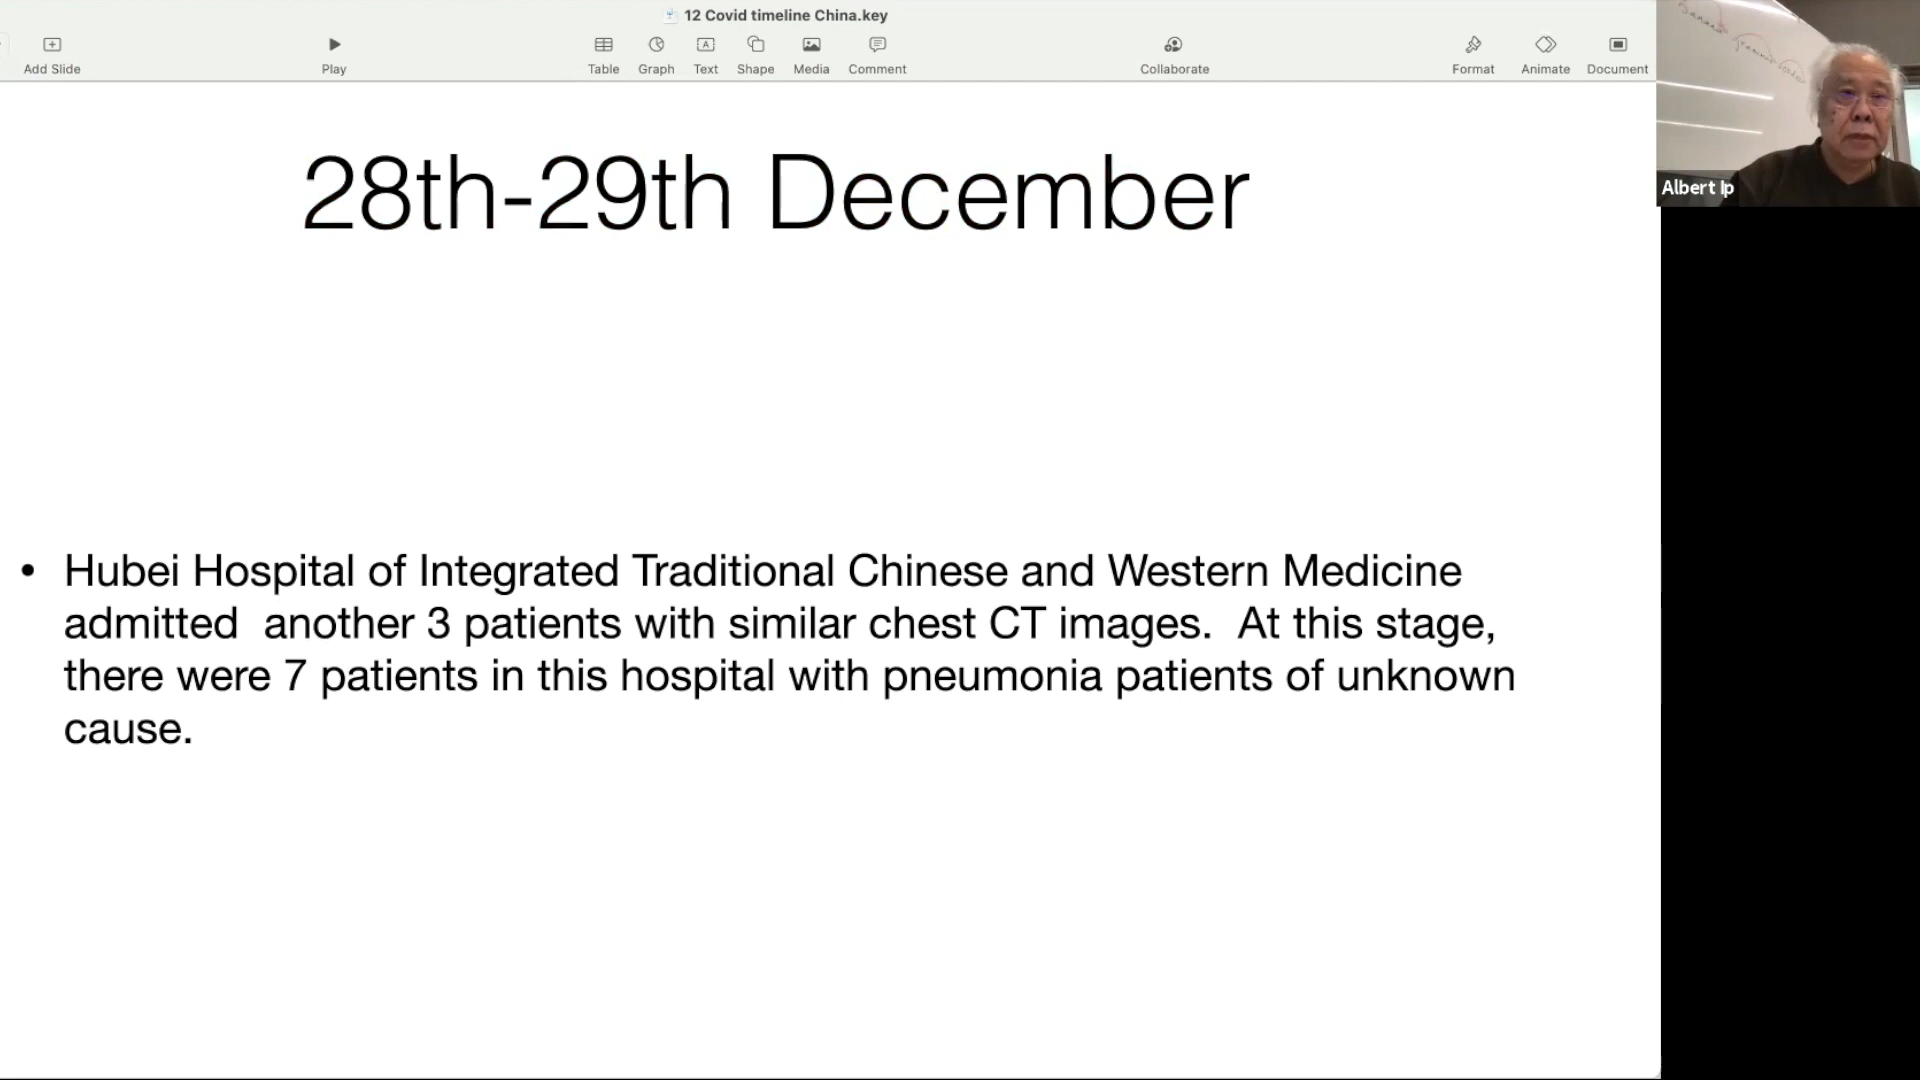 12 Covid timeline China.key
Add Slide
Play
Table
Graph
Text
Shape
Media
Comment
Collaborate
Format
Animate
Document
28th-29th December
• Hubei Hospital of Integrated Traditional Chinese and Western Medicine
admitted  another 3 patients with similar chest CT images.  At this stage,
there were 7 patients in this hospital with pneumonia patients of unknown
cause.
Albert Ip